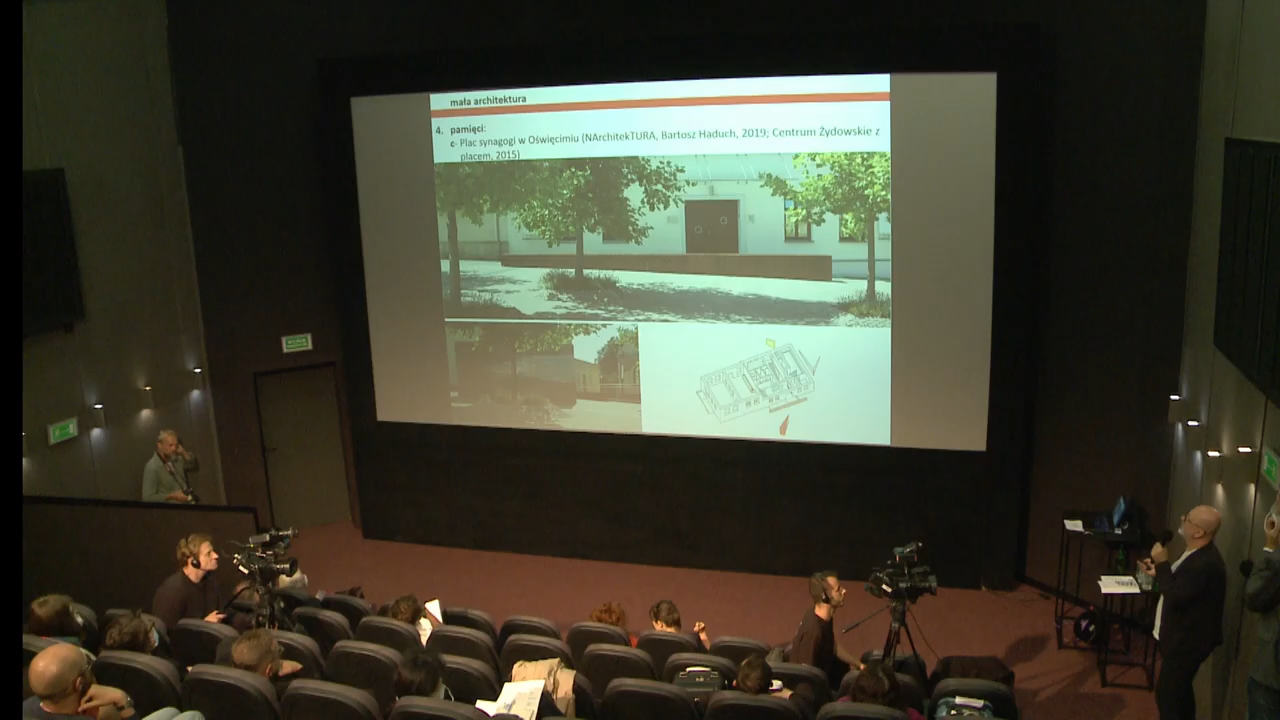 mała architektura
4. pamięci:
c- Plac synagogi w Oświęcimiu (NArchitekTURA, Bartosz Haduch, 2019; Centrum Żydowskie z
placem, 2015)